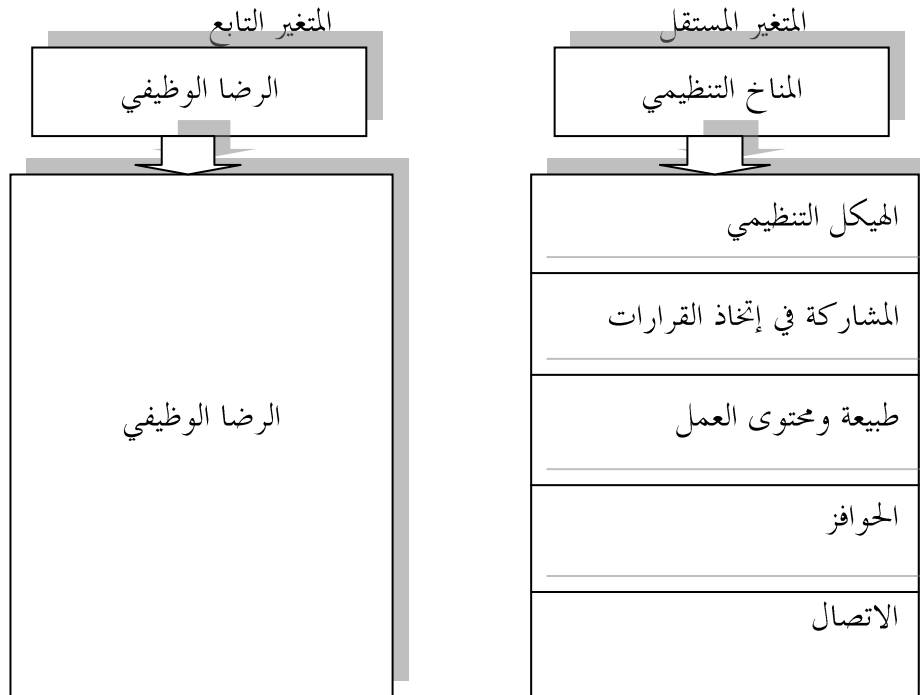 المتغير المستقل
المتغير التابع
المناخ التنظيمي
الرضا الوظيفي
الهيكل التنظيمي
المشاركة في إتخاذ القرارات
طبيعة ومحتوى العمل
الحوافز
الاتصال
الرضا الوظيفي